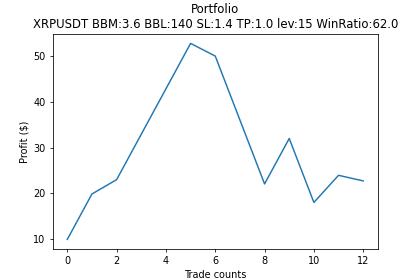 Portfolio
XRPUSDT BBM:3.6 BBL:140 SL:1.4 TP:1.0 lev:15 WinRatio:62.0
50
40
30
20
10
Profit ($)
0 2 4 6 8 10 12
Trade counts